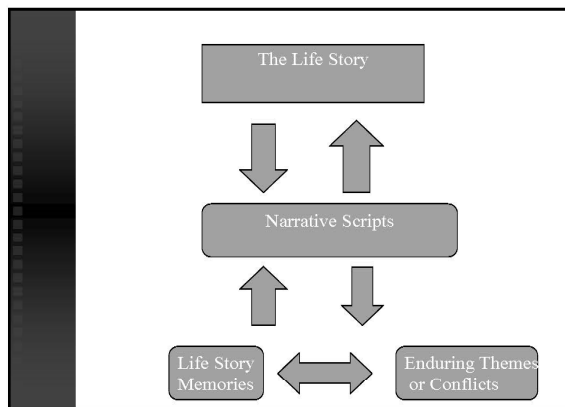 The Life Story
Narrative Scripts
Life Story
Memories
Enduring Themes
or Conflicts